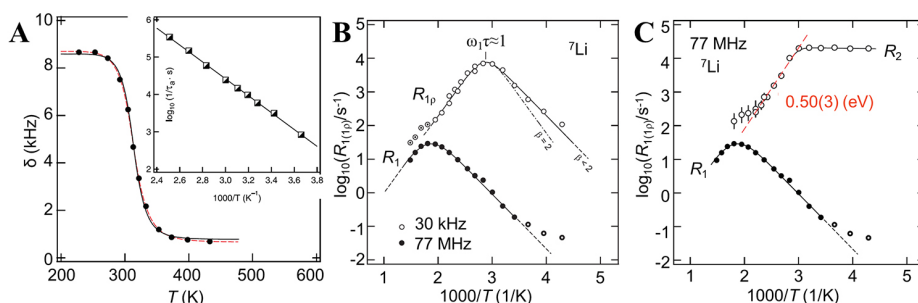 A
δ (kHz)
10
8
6
4
2
0
200
300
400
500
600
T (K)
log₁₀ (1/τₐ · s)
6
5
4
3
2
2.4
2.6
2.8
3.0
3.2
3.4
3.6
3.8
1000/T (K⁻¹)
B
ω₁τ≈1
⁷Li
R₁ρ
R₁
β = 2
β < 2
30 kHz
77 MHz
log₁₀(R₁₍ρ₎/s⁻¹)
5
4
3
2
1
0
-1
-2
1
2
3
4
5
1000/T (1/K)
C
77 MHz
⁷Li
R₂
0.50(3) (eV)
R₁
log₁₀(R₁₍ρ₎/s⁻¹)
5
4
3
2
1
0
-1
-2
1
2
3
4
5
1000/T (1/K)